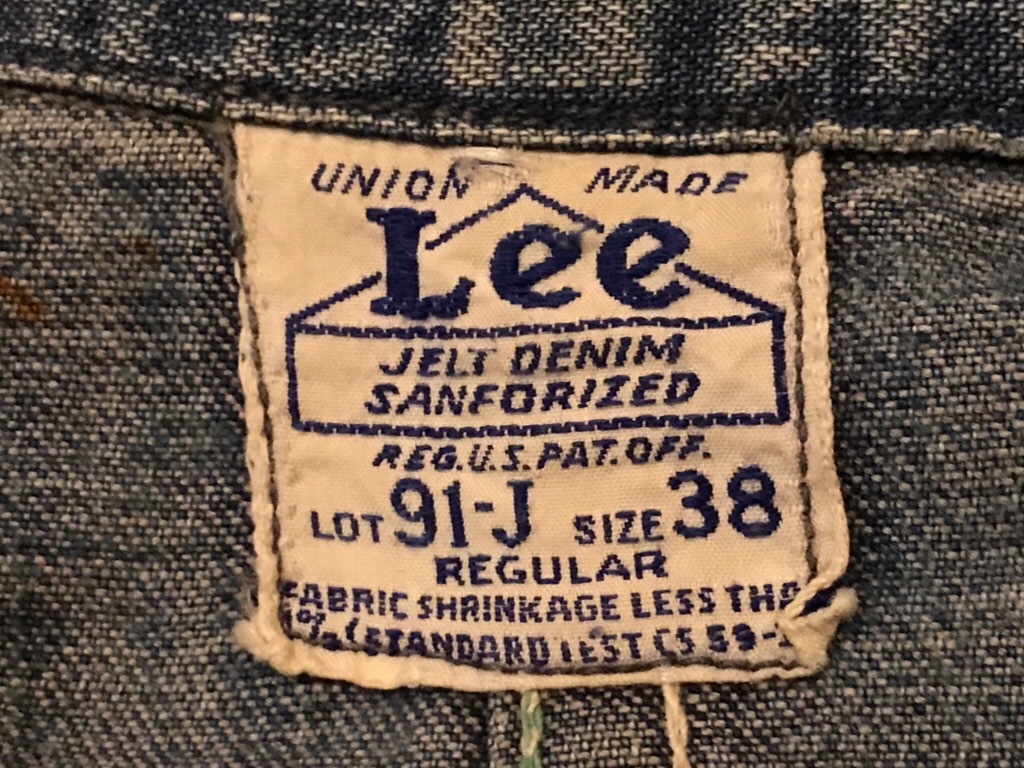 UNION MADE
Lee
JELT DENIM
SANFORIZED
REG.U.S.PAT.OFF.
LOT 91-J SIZE 38
REGULAR
FABRIC SHRINKAGE LESS
1% (STANDARD TEST CS 59-